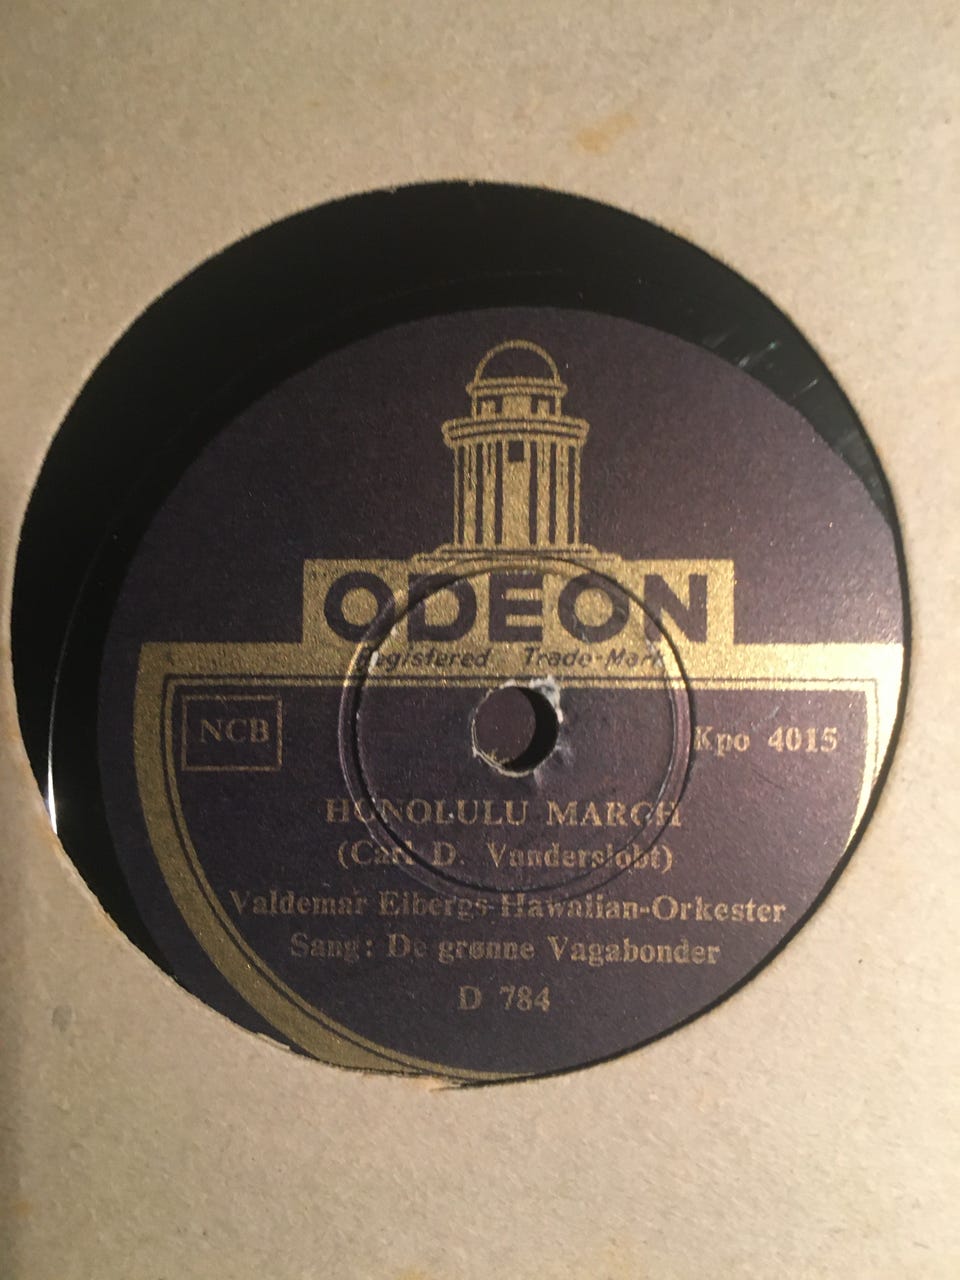 ODEON
Registered Trade-Mark
NCB
Kpo 4015
HONOLULU MARCH
(Carl D. Vanderslobt)
Valdemar Eibergs Hawaiian-Orkester
Sang: De grønne Vagabonder
D 784